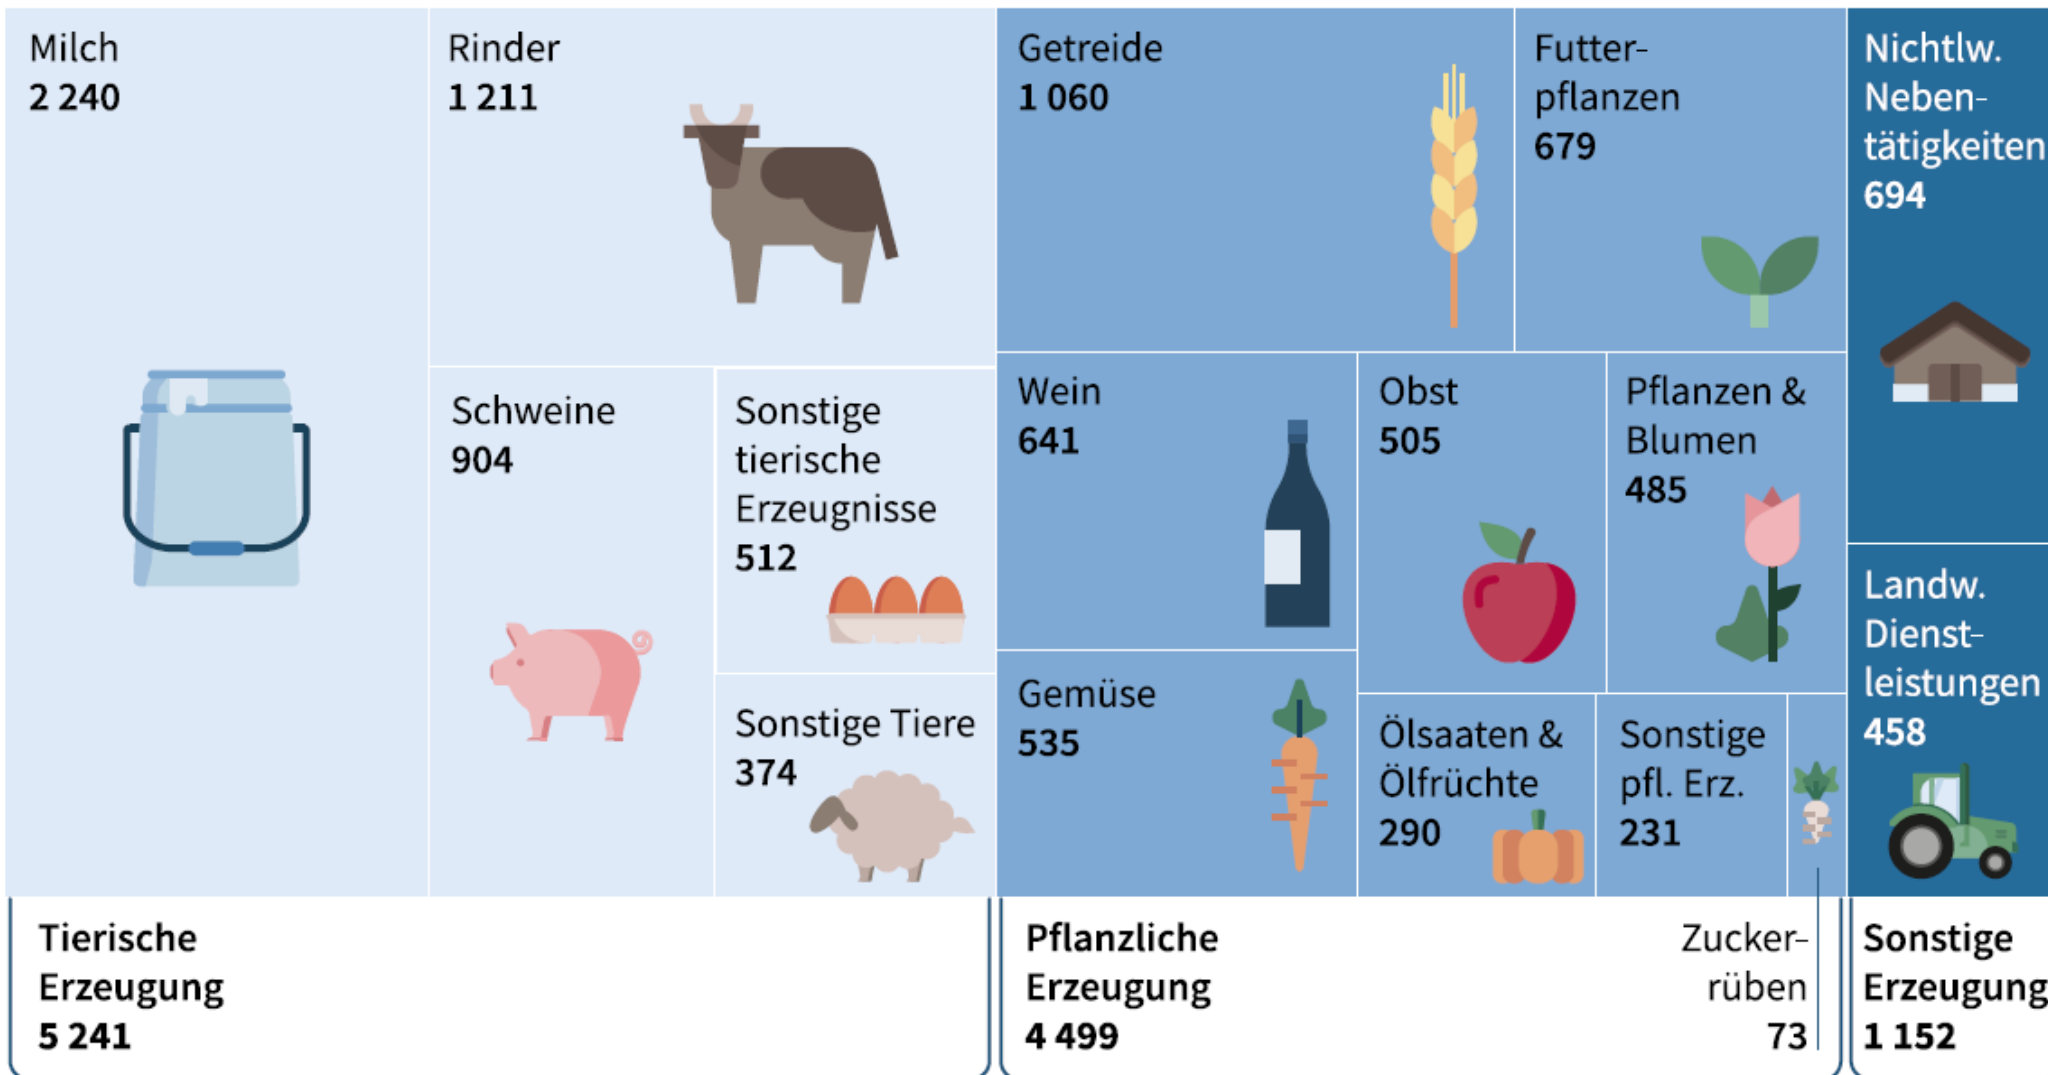 Milch
2 240
Rinder
1 211
Schweine
904
Sonstige
tierische
Erzeugnisse
512
Sonstige Tiere
374
Getreide
1 060
Futter-
pflanzen
679
Wein
641
Obst
505
Pflanzen &
Blumen
485
Gemüse
535
Ölsaaten &
Ölfrüchte
290
Sonstige
pfl. Erz.
231
Nichtlw.
Neben-
tätigkeiten
694
Landw.
Dienst-
leistungen
458
Tierische
Erzeugung
5 241
Pflanzliche
Erzeugung
4 499
Zucker-
rüben
73
Sonstige
Erzeugung
1 152